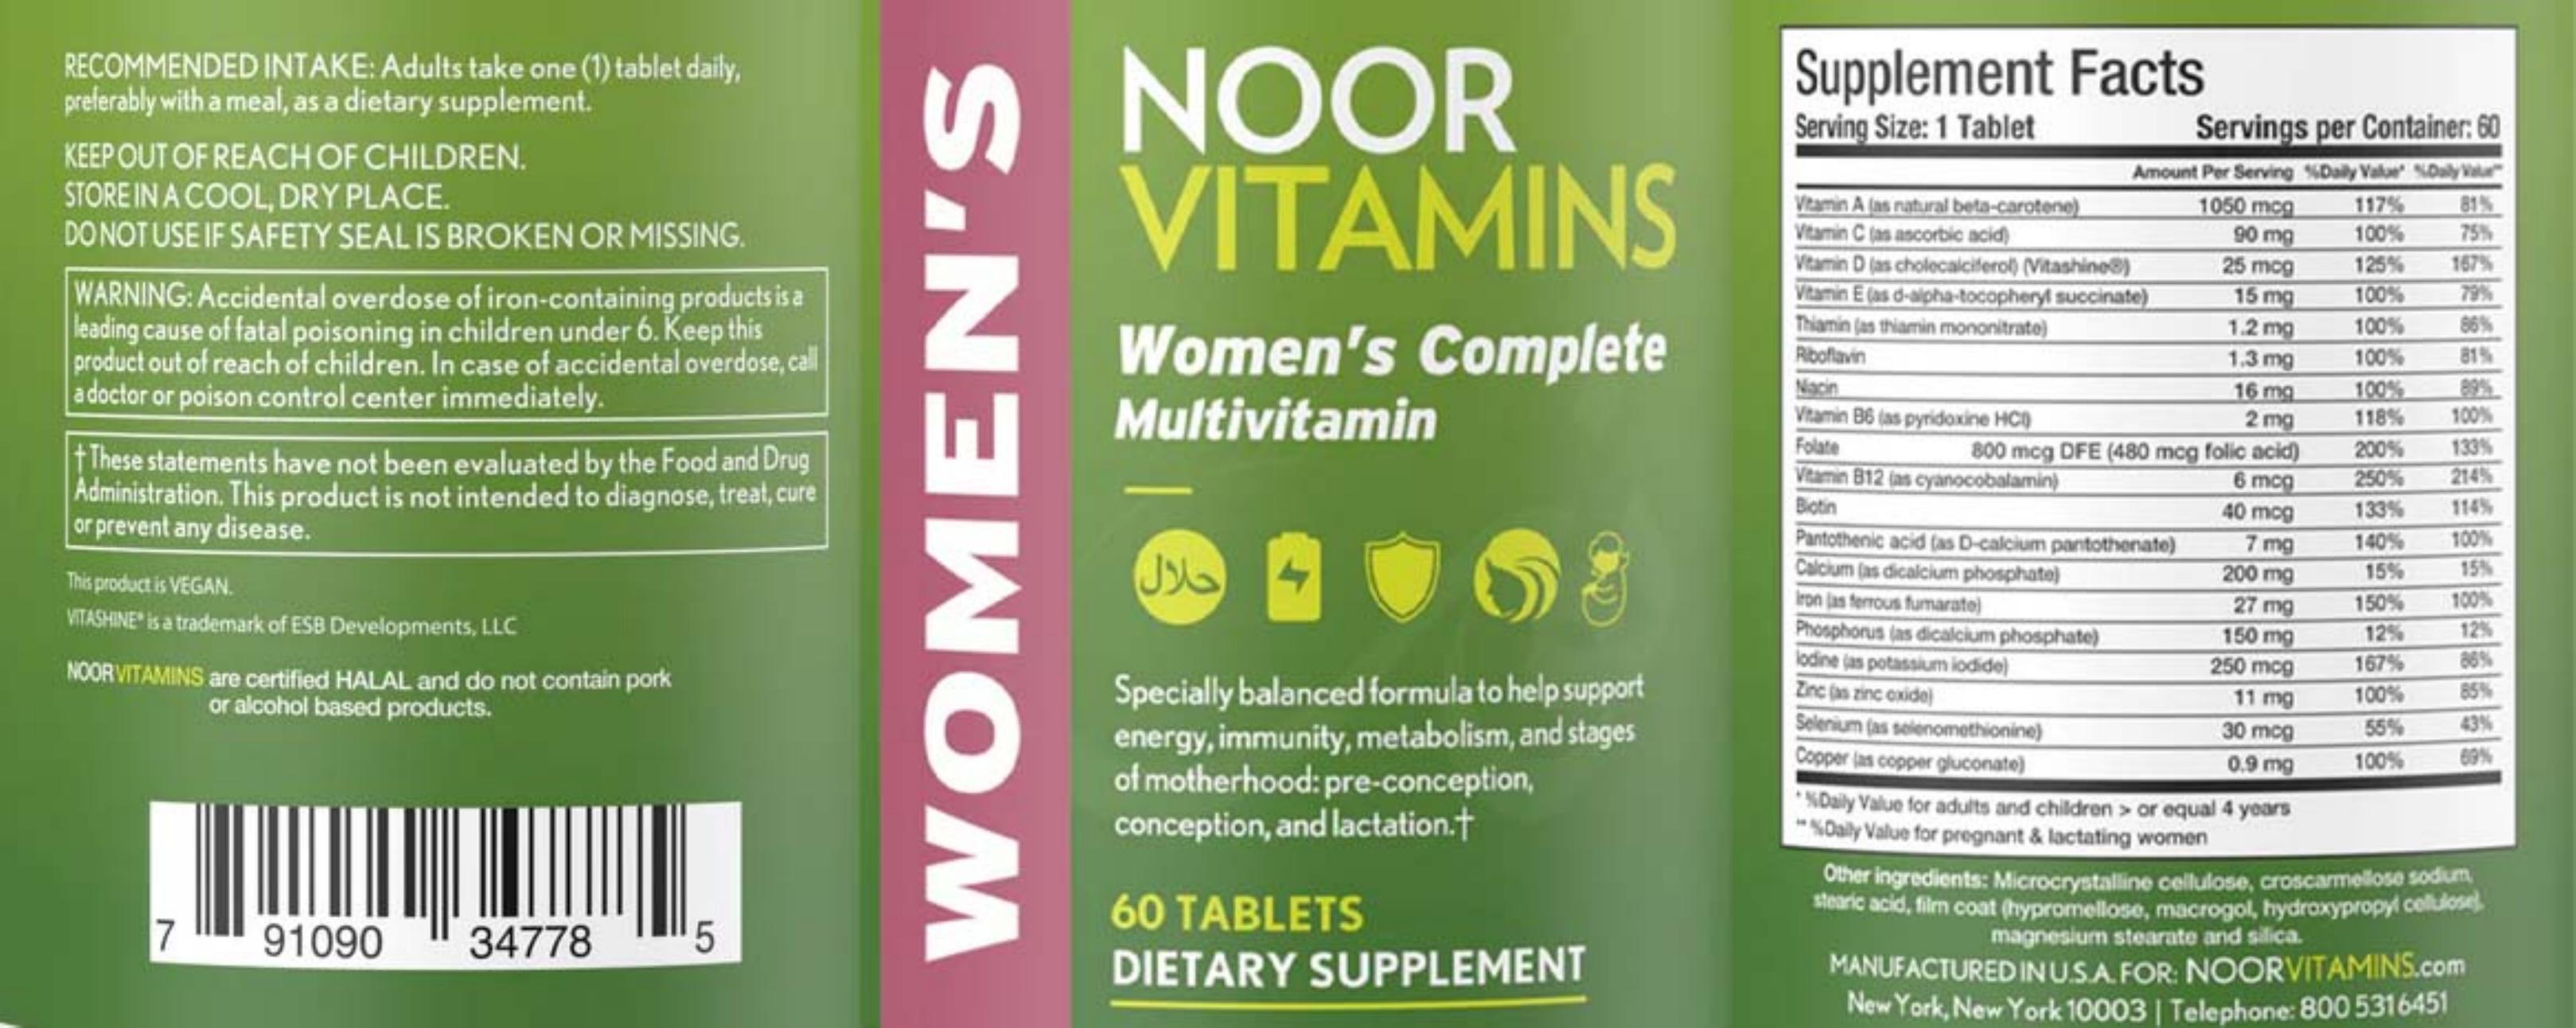 RECOMMENDED INTAKE: Adults take one (1) tablet daily,
preferably with a meal, as a dietary supplement.
KEEP OUT OF REACH OF CHILDREN.
STORE IN A COOL, DRY PLACE.
DO NOT USE IF SAFETY SEAL IS BROKEN OR MISSING.
WARNING: Accidental overdose of iron-containing products is a
leading cause of fatal poisoning in children under 6. Keep this
product out of reach of children. In case of accidental overdose, call
a doctor or poison control center immediately.
†These statements have not been evaluated by the Food and Drug
Administration. This product is not intended to diagnose, treat, cure
or prevent any disease.
This product is VEGAN.
VITASHINE® is a trademark of ESB Developments, LLC
NOORVITAMINS are certified HALAL and do not contain pork
or alcohol based products.
7 91090 34778 5
WOMEN'S
NOOR
VITAMINS
Women's Complete
Multivitamin
حلال
Specially balanced formula to help support
energy, immunity, metabolism, and stages
of motherhood: pre-conception,
conception, and lactation.†
60 TABLETS
DIETARY SUPPLEMENT
Supplement Facts
Serving Size: 1 Tablet Servings per Container: 60
Amount Per Serving %Daily Value* %Daily Value**
Vitamin A (as natural beta-carotene) 1050 mcg 117% 81%
Vitamin C (as ascorbic acid) 90 mg 100% 75%
Vitamin D (as cholecalciferol) (Vitashine®) 25 mcg 125% 167%
Vitamin E (as d-alpha-tocopheryl succinate) 15 mg 100% 79%
Thiamin (as thiamin mononitrate) 1.2 mg 100% 86%
Riboflavin 1.3 mg 100% 81%
Niacin 16 mg 100% 89%
Vitamin B6 (as pyridoxine HCl) 2 mg 118% 100%
Folate 800 mcg DFE (480 mcg folic acid) 200% 133%
Vitamin B12 (as cyanocobalamin) 6 mcg 250% 214%
Biotin 40 mcg 133% 114%
Pantothenic acid (as D-calcium pantothenate) 7 mg 140% 100%
Calcium (as dicalcium phosphate) 200 mg 15% 15%
Iron (as ferrous fumarate) 27 mg 150% 100%
Phosphorus (as dicalcium phosphate) 150 mg 12% 12%
Iodine (as potassium iodide) 250 mcg 167% 86%
Zinc (as zinc oxide) 11 mg 100% 85%
Selenium (as selenomethionine) 30 mcg 55% 43%
Copper (as copper gluconate) 0.9 mg 100% 69%
* %Daily Value for adults and children > or equal 4 years
** %Daily Value for pregnant & lactating women
Other ingredients: Microcrystalline cellulose, croscarmellose sodium,
stearic acid, film coat (hypromellose, macrogol, hydroxypropyl cellulose),
magnesium stearate and silica.
MANUFACTURED IN U.S.A. FOR: NOORVITAMINS.com
New York, New York 10003 | Telephone: 800 5316451